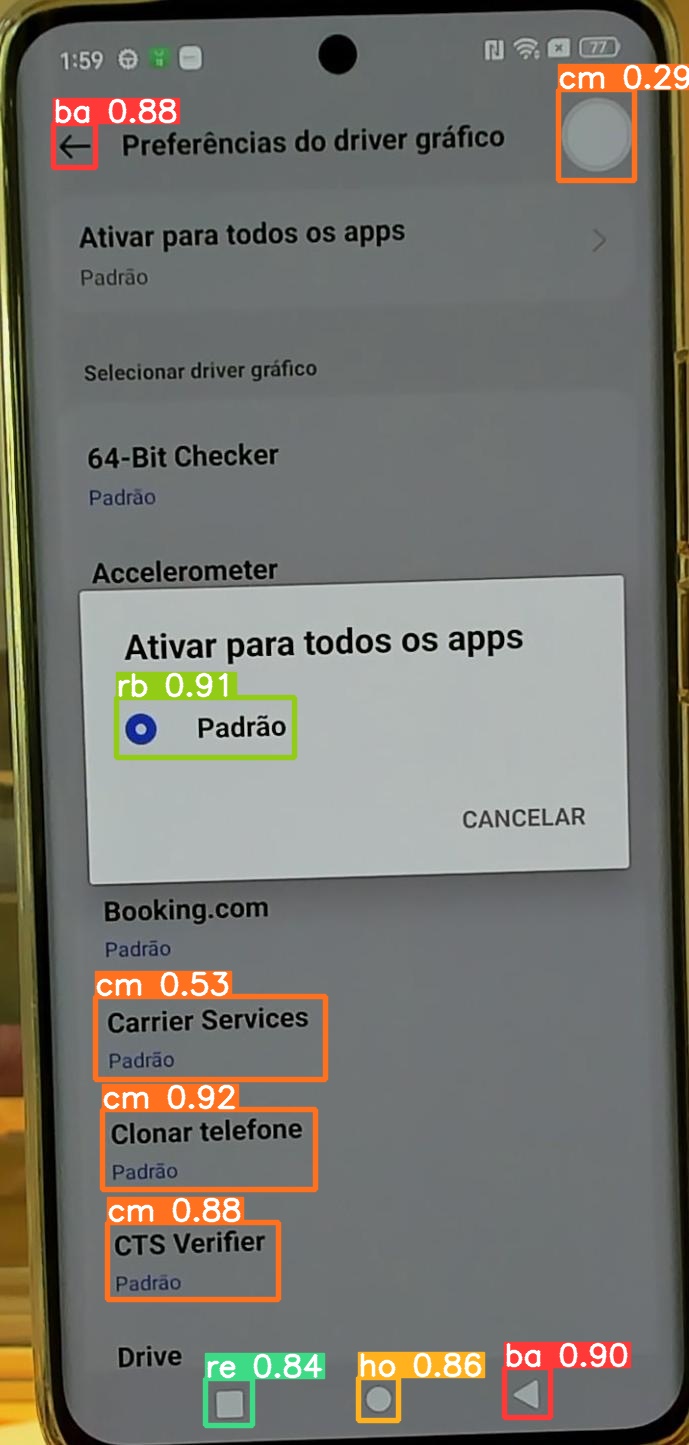 1:59
77
cm 0.29
ba 0.88
Preferências do driver gráfico
Ativar para todos os apps
Padrão
Selecionar driver gráfico
64-Bit Checker
Padrão
Accelerometer
Ativar para todos os apps
rb 0.91
Padrão
CANCELAR
Booking.com
Padrão
cm 0.53
Carrier Services
Padrão
cm 0.92
Clonar telefone
Padrão
cm 0.88
CTS Verifier
Padrão
Drive
re 0.84
ho 0.86
ba 0.90